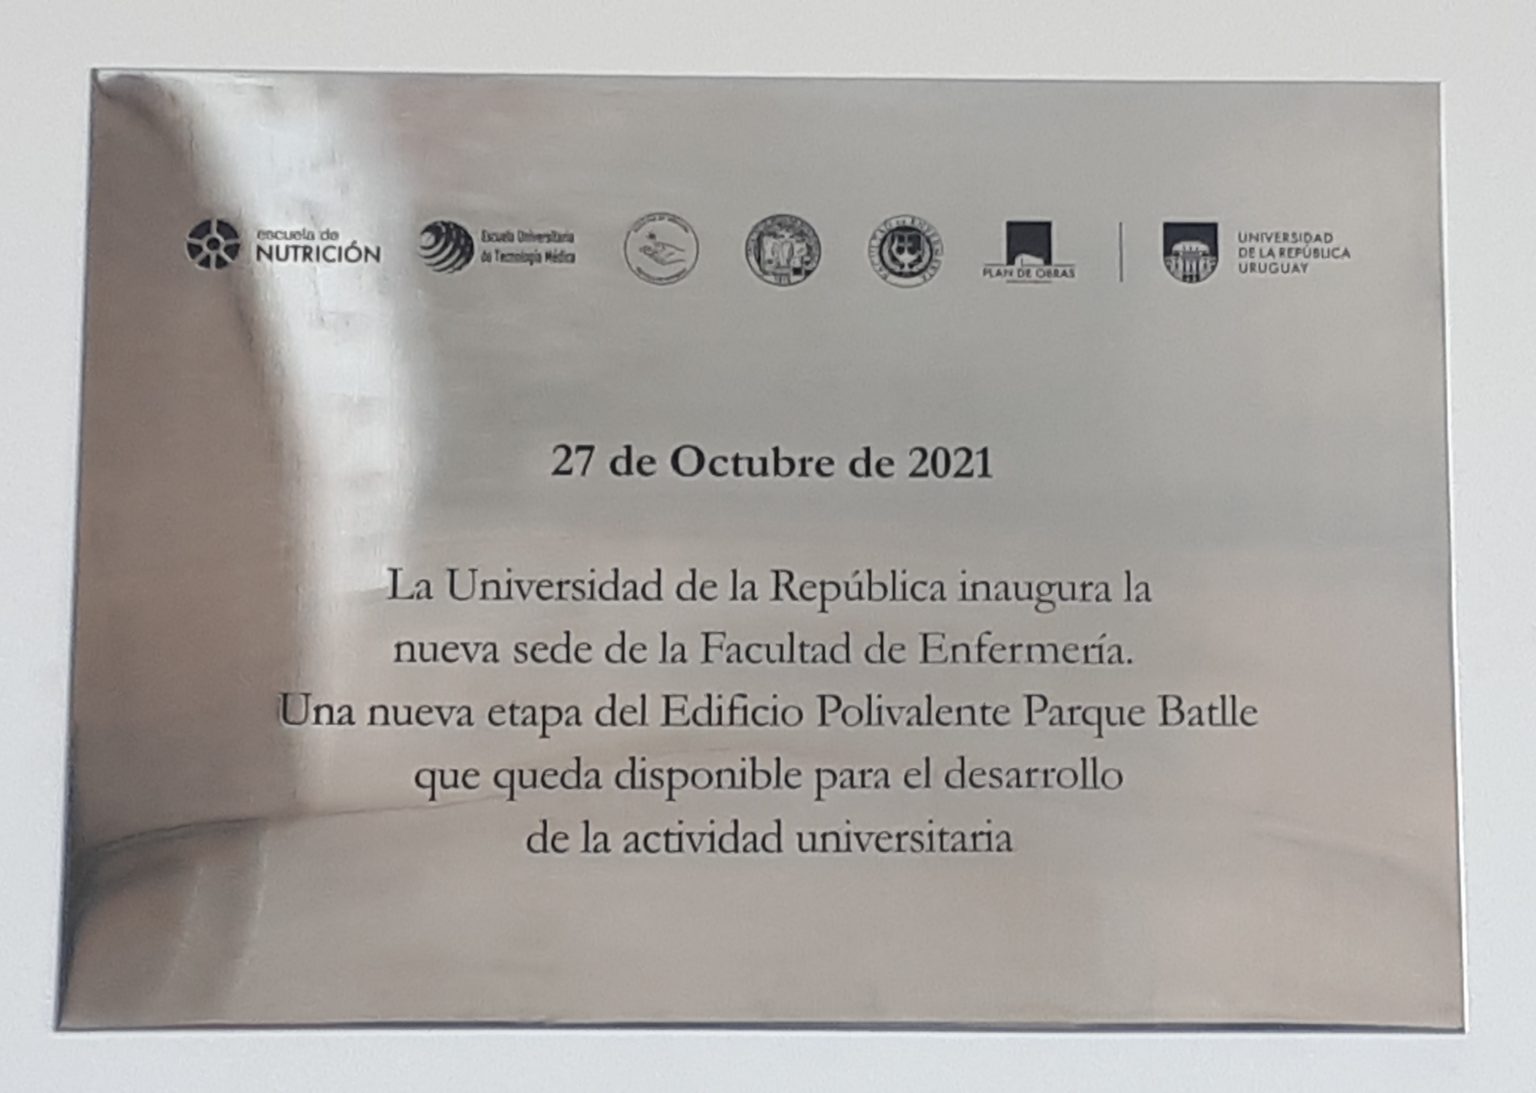 escuela de
NUTRICIÓN
Escuela Universitaria
de Tecnología Médica
PLAN DE OBRAS
UNIVERSIDAD
DE LA REPÚBLICA
URUGUAY
27 de Octubre de 2021
La Universidad de la República inaugura la
nueva sede de la Facultad de Enfermería.
Una nueva etapa del Edificio Polivalente Parque Batlle
que queda disponible para el desarrollo
de la actividad universitaria